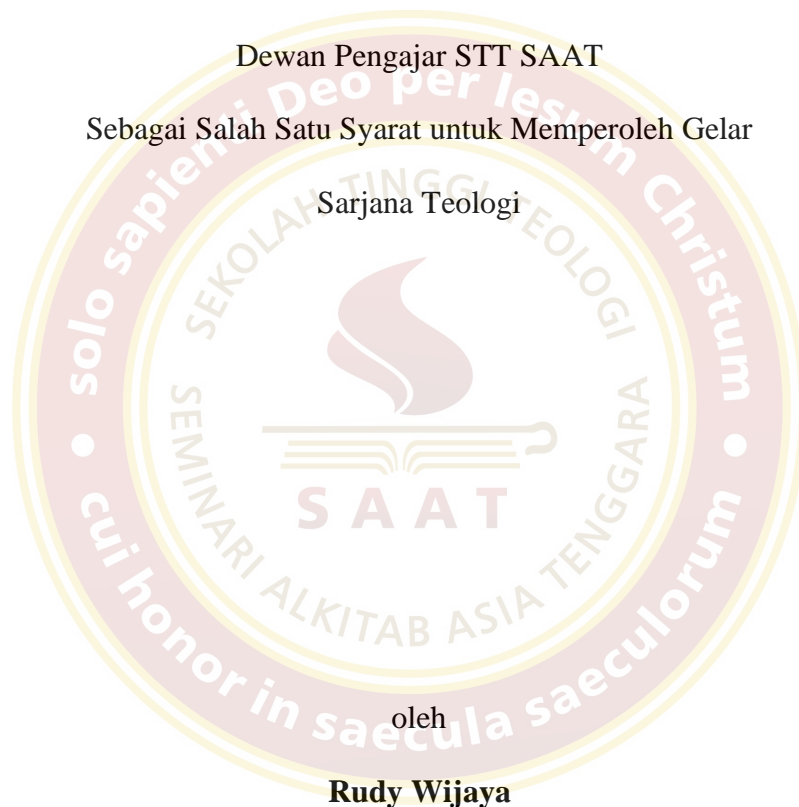 Dewan Pengajar STT SAAT
Sebagai Salah Satu Syarat untuk Memperoleh Gelar
Sarjana Teologi
oleh
Rudy Wijaya
solo sapienti Deo per Iesum Christum
cui honor in saecula saeculorum
SEKOLAH TINGGI TEOLOGI
SEMINARI ALKITAB ASIA TENGGARA
SAAT